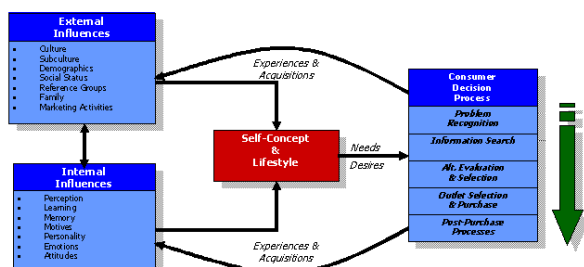 External
Influences
Culture
Subculture
Demographics
Social Status
Reference Groups
Family
Marketing Activities
Internal
Influences
Perception
Learning
Memory
Motives
Personality
Emotions
Attitudes
Experiences &
Acquisitions
Self-Concept
&
Lifestyle
Needs
Desires
Experiences &
Acquisitions
Consumer
Decision
Process
Problem
Recognition
Information Search
Alt. Evaluation
& Selection
Outlet Selection
& Purchase
Post-Purchase
Processes